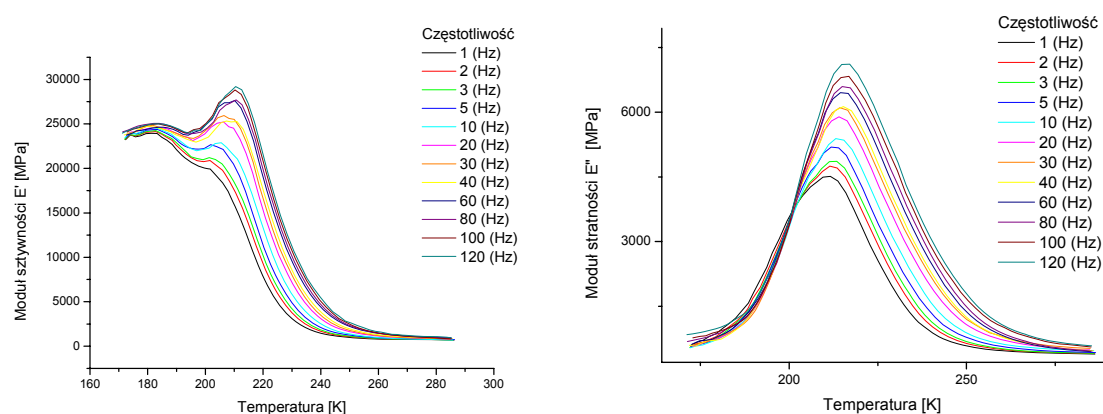 Częstotliwość
1 (Hz)
2 (Hz)
3 (Hz)
5 (Hz)
10 (Hz)
20 (Hz)
30 (Hz)
40 (Hz)
60 (Hz)
80 (Hz)
100 (Hz)
120 (Hz)
Moduł sztywności E' [MPa]
30000
25000
20000
15000
10000
5000
0
160 180 200 220 240 260 280 300
Temperatura [K]
Częstotliwość
1 (Hz)
2 (Hz)
3 (Hz)
5 (Hz)
10 (Hz)
20 (Hz)
30 (Hz)
40 (Hz)
60 (Hz)
80 (Hz)
100 (Hz)
120 (Hz)
Moduł stratności E" [MPa]
6000
3000
200 250
Temperatura [K]